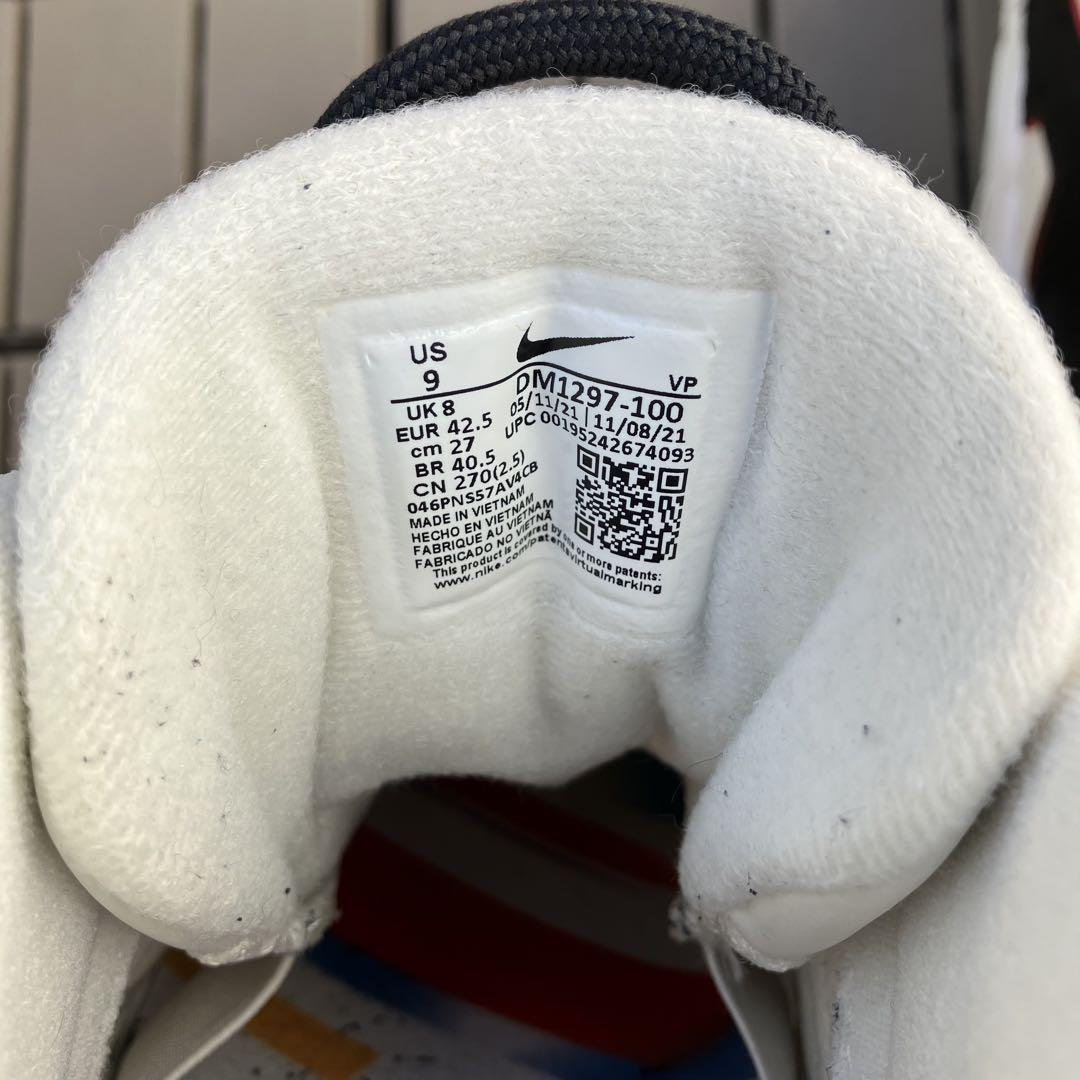 US
9
VP
DM1297-100
UK 8
05/11/21 | 11/08/21
EUR 42.5
UPC 00195242674093
cm 27
BR 40.5
CN 270(2.5)
046PNS57AV4CB
MADE IN VIETNAM
HECHO EN VIETNAM
FABRIQUE AU VIETNAM
FABRICADO NO VIETNÃ
This product is covered by one or more patents:
www.nike.com/patentsvirtualmarking